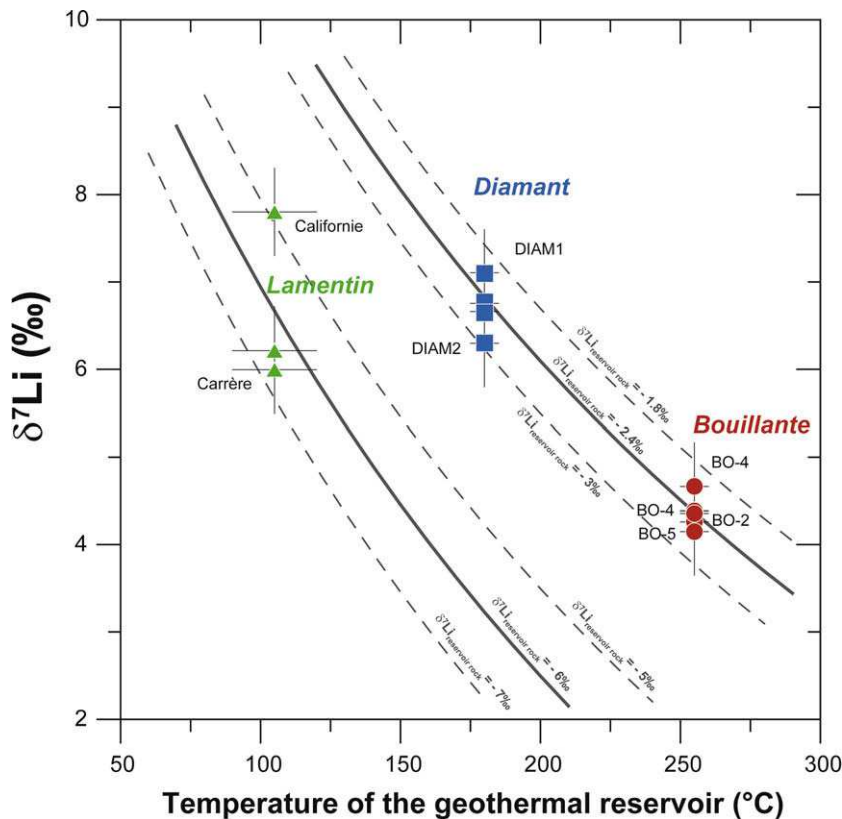 10
8
6
4
2
δ⁷Li (‰)
Diamant
DIAM1
Californie
Lamentin
DIAM2
Carrère
δ⁷Li reservoir rock = - 1.8‰
δ⁷Li reservoir rock = - 2.4‰
δ⁷Li reservoir rock = - 3‰
Bouillante
BO-4
BO-4
BO-2
BO-5
δ⁷Li reservoir rock = - 7‰
δ⁷Li reservoir rock = - 6‰
δ⁷Li reservoir rock = - 5‰
50 100 150 200 250 300
Temperature of the geothermal reservoir (°C)